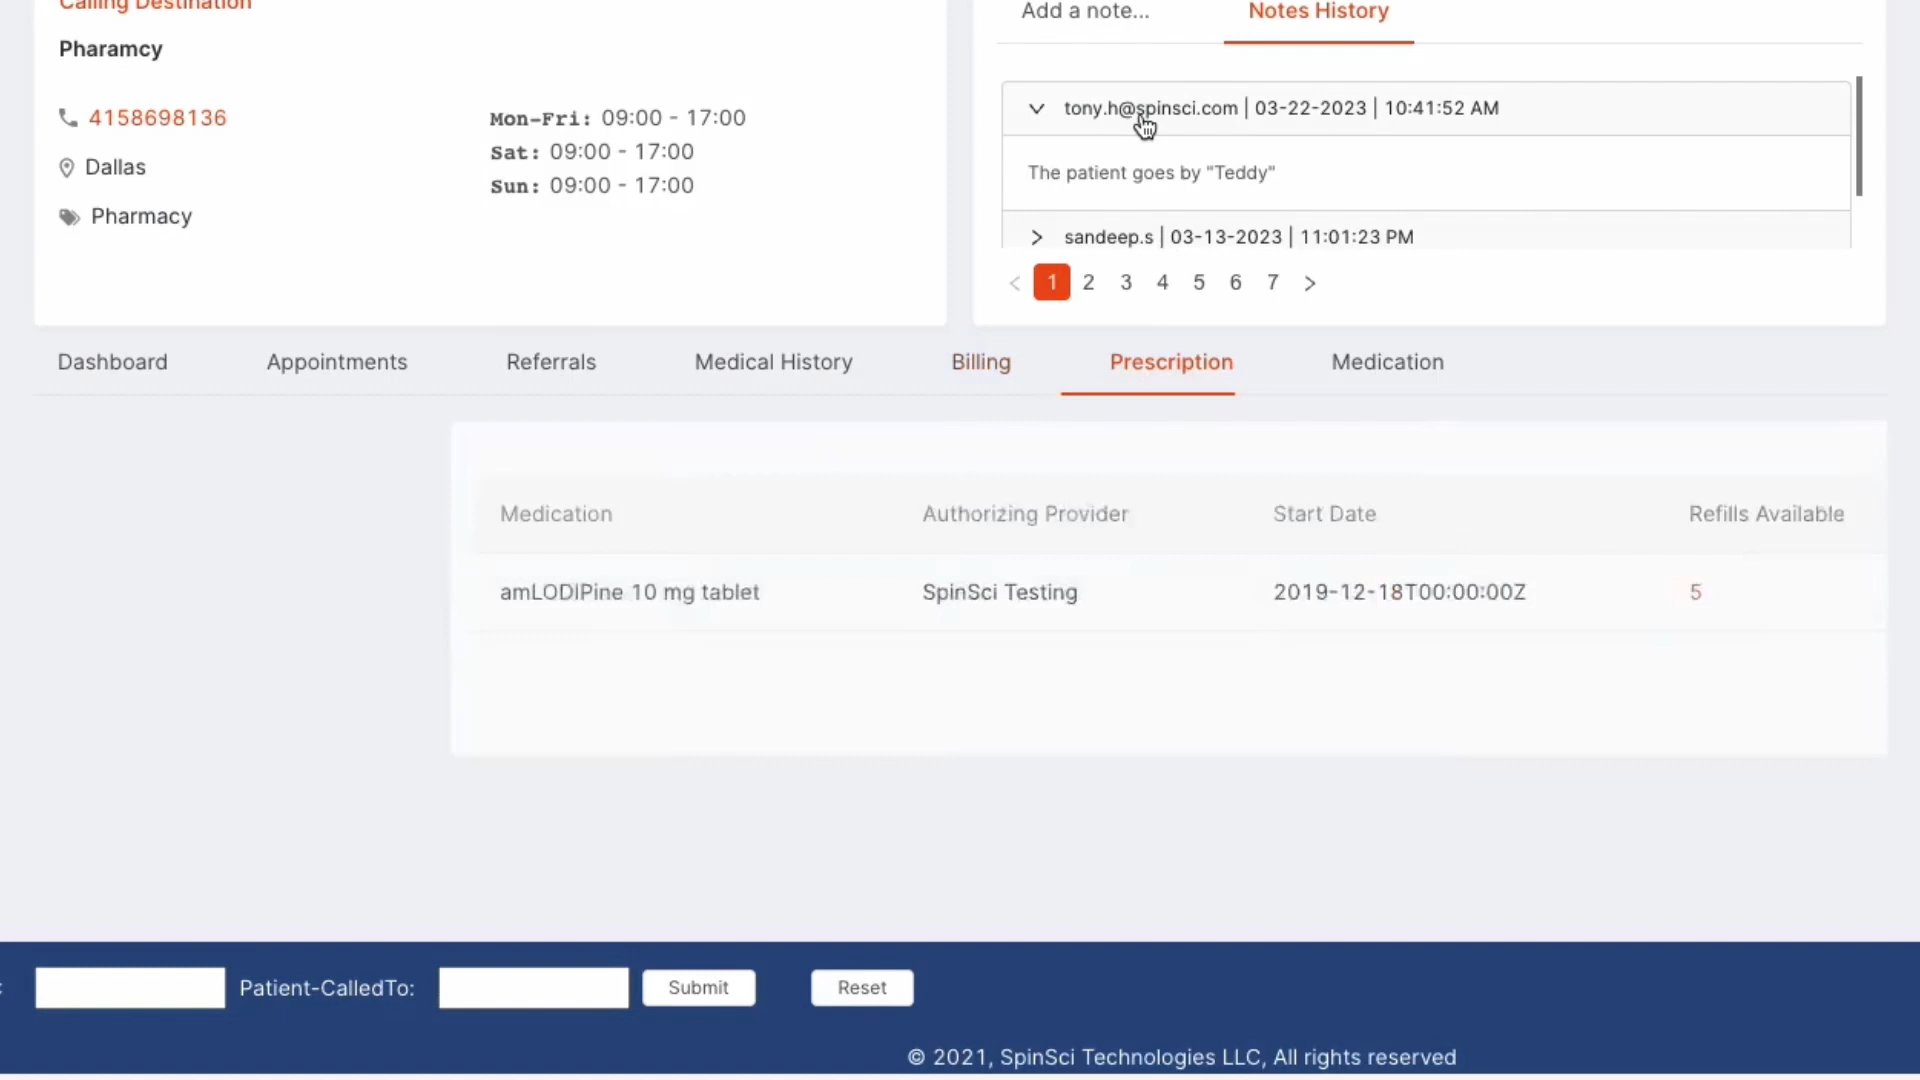 Calling Destination
Pharamcy
4158698136
Dallas
Pharmacy
Mon-Fri: 09:00 - 17:00
Sat: 09:00 - 17:00
Sun: 09:00 - 17:00
Add a note...
Notes History
tony.h@spinsci.com | 03-22-2023 | 10:41:52 AM
The patient goes by "Teddy"
sandeep.s | 03-13-2023 | 11:01:23 PM
< 1 2 3 4 5 6 7 >
Dashboard Appointments Referrals Medical History Billing Prescription Medication
Medication Authorizing Provider Start Date Refills Available
amLODIPine 10 mg tablet SpinSci Testing 2019-12-18T00:00:00Z 5
: Patient-CalledTo: Submit Reset
© 2021, SpinSci Technologies LLC, All rights reserved